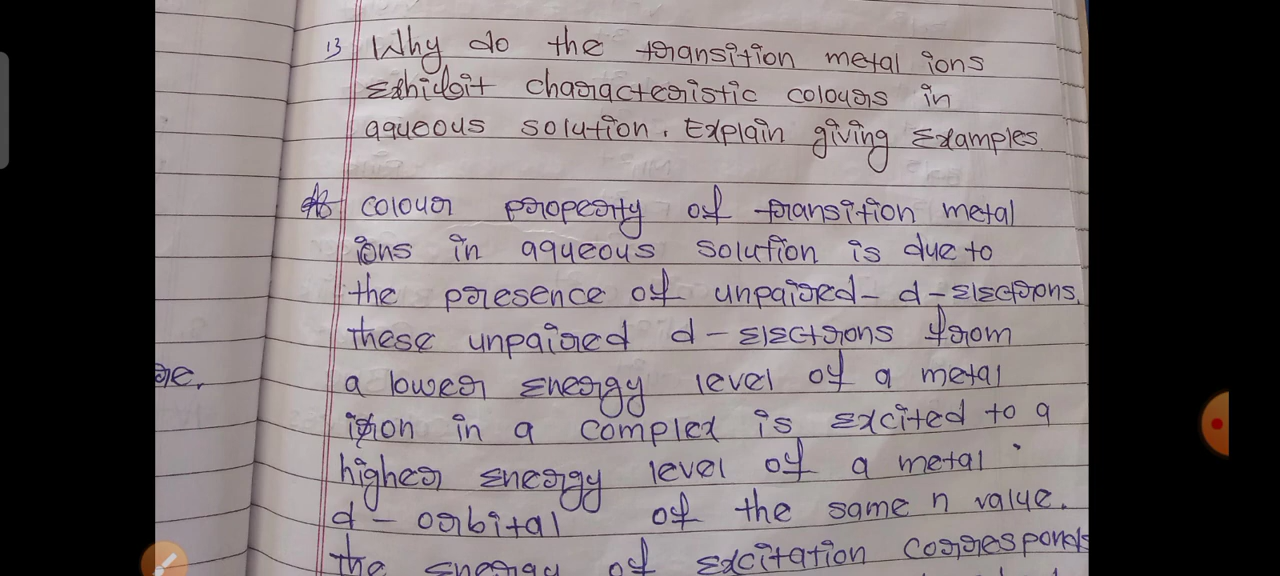 13 Why do the transition metal ions
Exhibit characteristic colours in
aqueous solution. Explain giving Examples.
colour property of transition metal
ions in aqueous solution is due to
the presence of unpaired- d-Electrons.
these unpaired d-Electrons from
a lower Energy level of a metal
re.
ion in a complex is Excited to a
higher Energy level of a metal
d-orbital of the same n value.
the Energy of Excitation corresponds